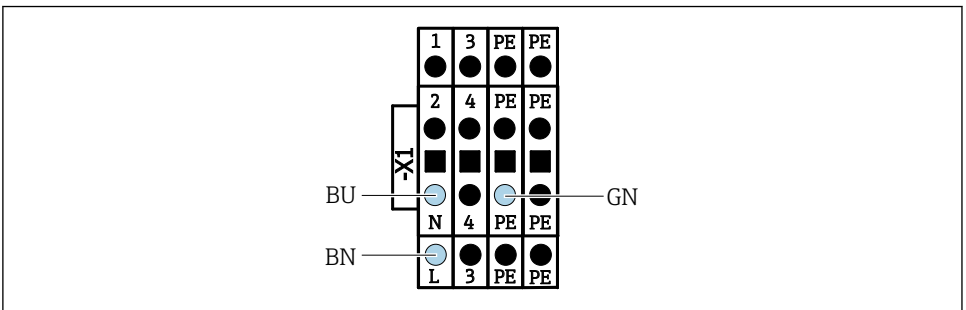 1 3 PE PE
2 4 PE PE
-X1
BU
GN
N 4 PE PE
BN
L 3 PE PE